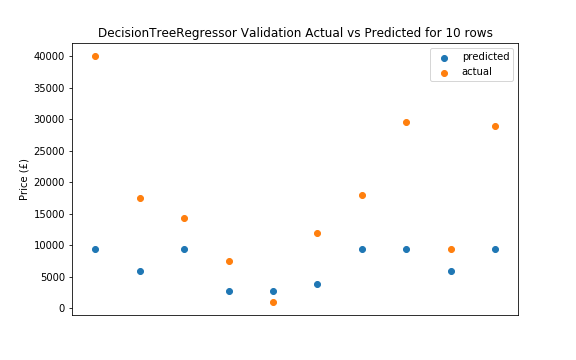 DecisionTreeRegressor Validation Actual vs Predicted for 10 rows
predicted
actual
Price (£)
40000
35000
30000
25000
20000
15000
10000
5000
0